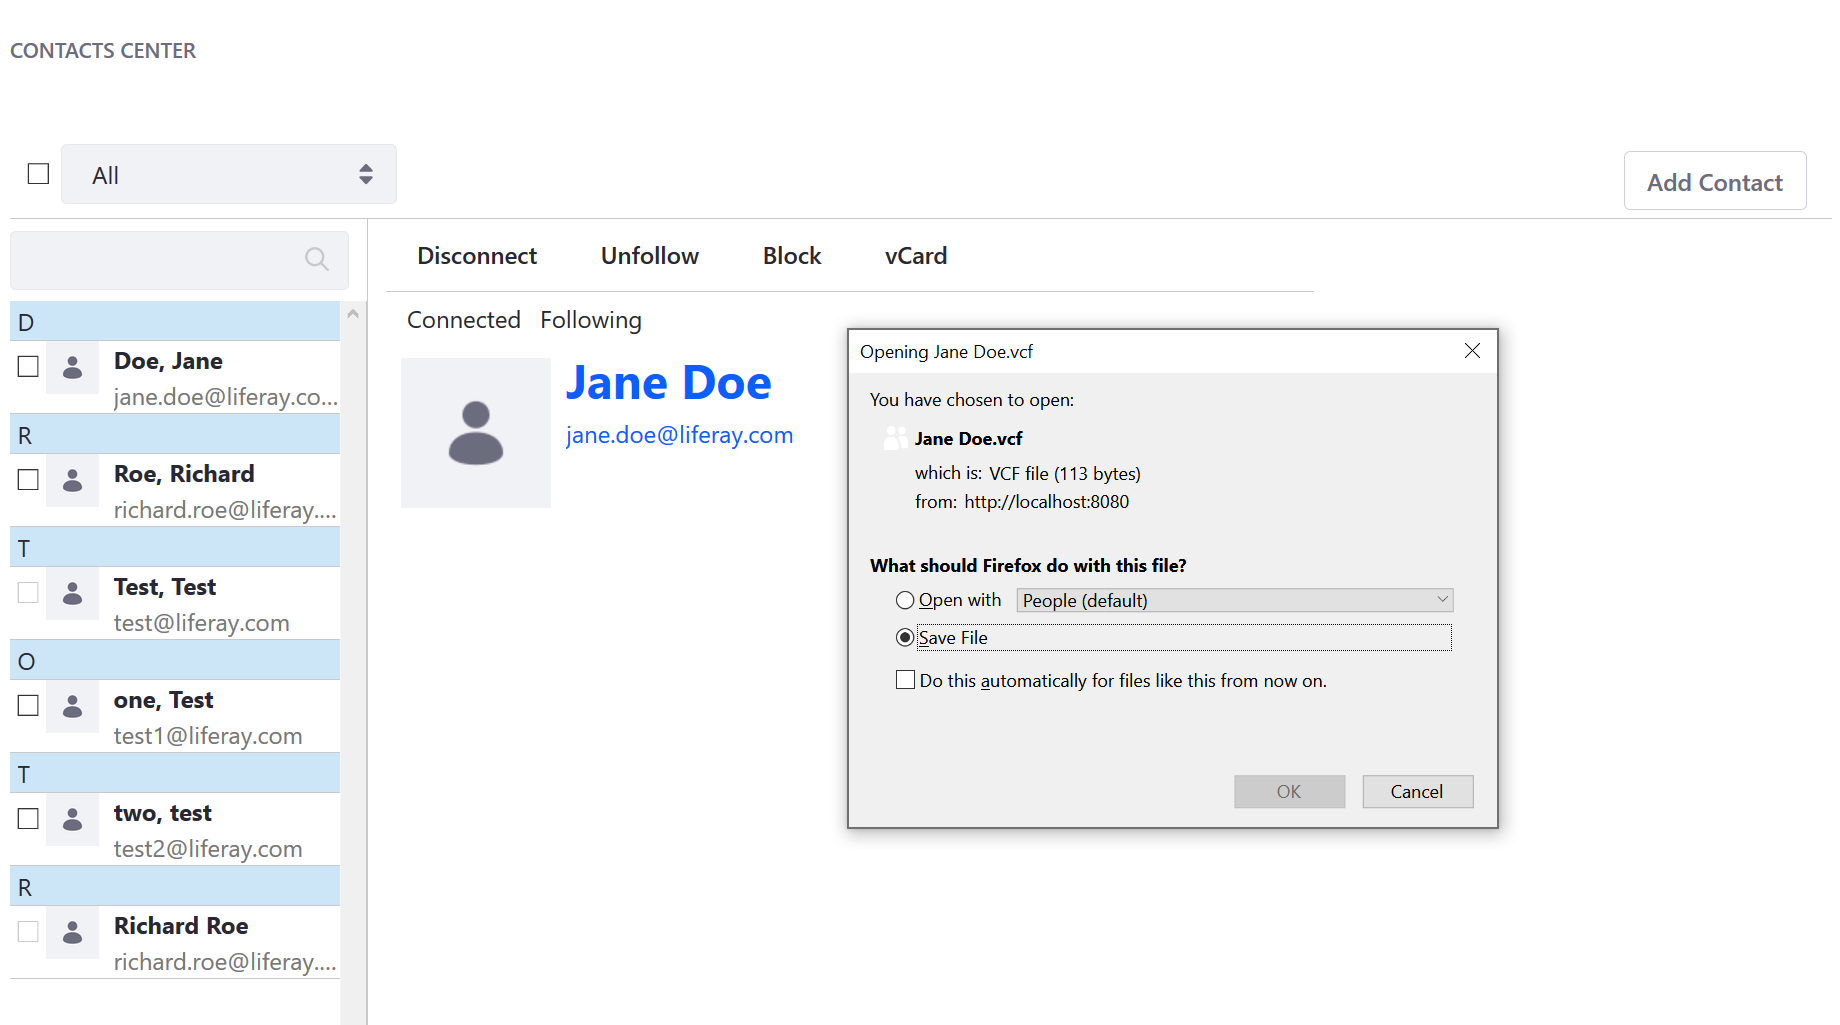 CONTACTS CENTER
All
Add Contact
Disconnect Unfollow Block vCard
Connected Following
D
Doe, Jane
jane.doe@liferay.co...
R
Roe, Richard
richard.roe@liferay....
T
Test, Test
test@liferay.com
O
one, Test
test1@liferay.com
T
two, test
test2@liferay.com
R
Richard Roe
richard.roe@liferay....
Jane Doe
jane.doe@liferay.com
Opening Jane Doe.vcf
You have chosen to open:
Jane Doe.vcf
which is: VCF file (113 bytes)
from: http://localhost:8080
What should Firefox do with this file?
Open with People (default)
Save File
Do this automatically for files like this from now on.
OK Cancel